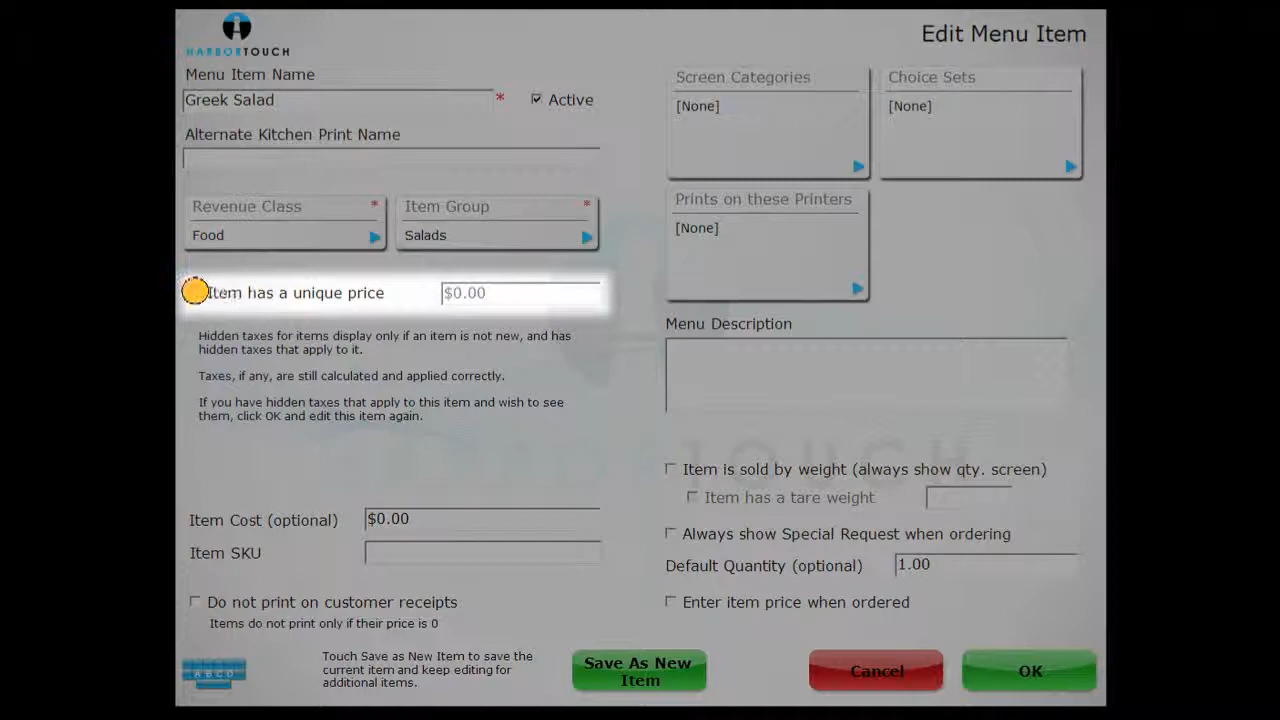 HARBORTOUCH
Edit Menu Item
Menu Item Name
Greek Salad * Active
Alternate Kitchen Print Name
Revenue Class *
Food
Item Group *
Salads
Item has a unique price $0.00
Hidden taxes for items display only if an item is not new, and has
hidden taxes that apply to it.
Taxes, if any, are still calculated and applied correctly.
If you have hidden taxes that apply to this item and wish to see
them, click OK and edit this item again.
Item Cost (optional) $0.00
Item SKU
Do not print on customer receipts
Items do not print only if their price is 0
Screen Categories
[None]
Choice Sets
[None]
Prints on these Printers
[None]
Menu Description
Item is sold by weight (always show qty. screen)
Item has a tare weight
Always show Special Request when ordering
Default Quantity (optional) 1.00
Enter item price when ordered
ABCD
Touch Save as New Item to save the
current item and keep editing for
additional items.
Save As New
Item
Cancel
OK